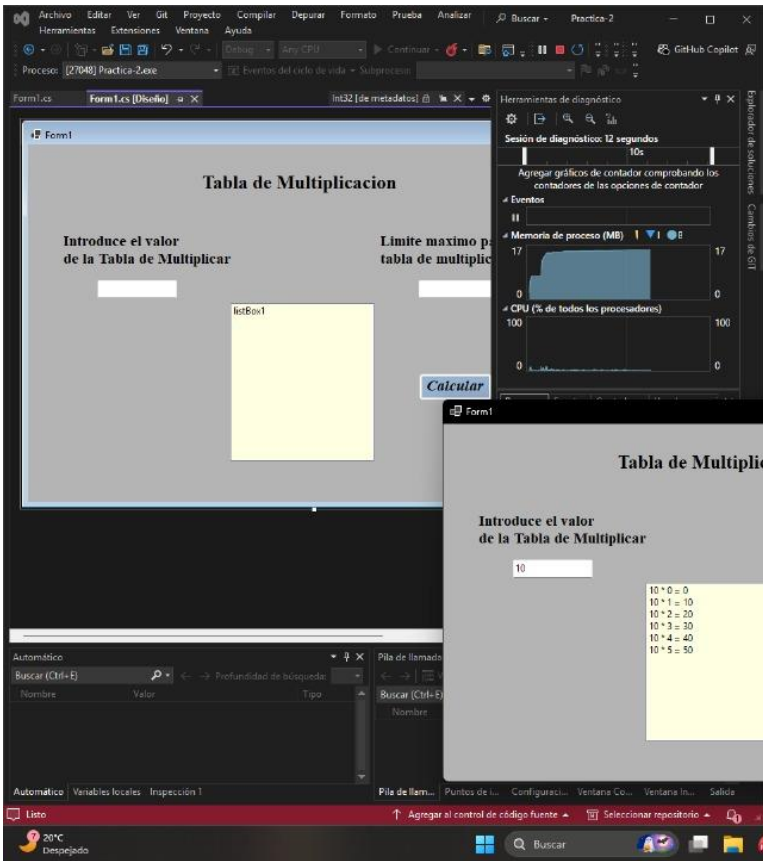 Archivo Editar Ver Git Proyecto Compilar Depurar Formato Prueba Analizar Buscar Practica-2
Herramientas Extensiones Ventana Ayuda
Debug Any CPU Continuar GitHub Copilot
Proceso: [27048] Practica-2.exe Eventos del ciclo de vida Subproceso:
Form1.cs Form1.cs [Diseño] Int32 [de metadatos]
Form1
Tabla de Multiplicacion
Introduce el valor
de la Tabla de Multiplicar
Limite maximo pa
tabla de multiplic
listBox1
Calcular
Herramientas de diagnóstico
Sesión de diagnóstico: 12 segundos
10s
Agregar gráficos de contador comprobando los
contadores de las opciones de contador
Eventos
Memoria de proceso (MB)
17 17
0 0
CPU (% de todos los procesadores)
100 100
0 0
Explorador de soluciones
Cambios de GIT
Form1
Tabla de Multiplic
Introduce el valor
de la Tabla de Multiplicar
10
10 * 0 = 0
10 * 1 = 10
10 * 2 = 20
10 * 3 = 30
10 * 4 = 40
10 * 5 = 50
Automático
Buscar (Ctrl+E) Profundidad de búsqueda:
Nombre Valor Tipo
Automático Variables locales Inspección 1
Pila de llamada
Buscar (Ctrl+E)
Nombre
Pila de llam... Puntos de i... Configuraci... Ventana Co... Ventana In... Salida
Listo Agregar al control de código fuente Seleccionar repositorio
20°C
Despejado
Buscar